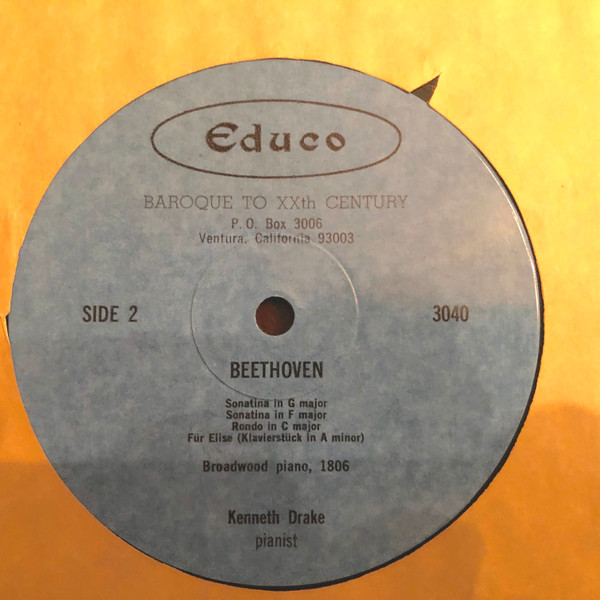 Educo
BAROQUE TO XXth CENTURY
P.O. Box 3006
Ventura, California 93003
SIDE 2
3040
BEETHOVEN
Sonatina in G major
Sonatina in F major
Rondo in C major
Für Elise (Klavierstück in A minor)
Broadwood piano, 1806
Kenneth Drake
pianist